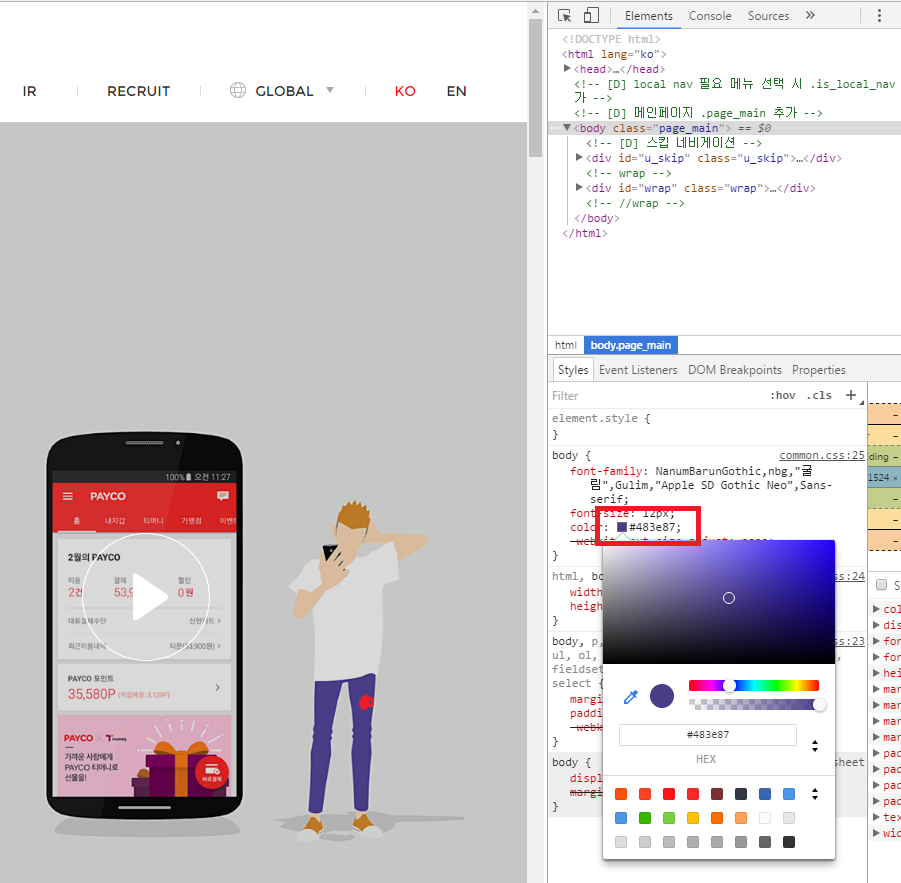 IR
RECRUIT
GLOBAL
KO
EN
100% 오전 11:27
PAYCO
홈
내지갑
티머니
가맹점
이벤트
2월의 PAYCO
이용
결제
할인
2건
53,9
0원
대표결제수단
신한카드 >
최근이용내역
티몬(53,900원) >
PAYCO 포인트
35,580P (적립예정: 3,129P)
PAYCO × Tmoney
가까운 사람에게
PAYCO 티머니로
선물을!
바로결제
Elements
Console
Sources
»
<!DOCTYPE html>
<html lang="ko">
<head>…</head>
<!-- [D] local nav 필요 메뉴 선택 시 .is_local_nav
가 -->
<!-- [D] 메인페이지 .page_main 추가 -->
<body class="page_main"> == $0
<!-- [D] 스킵 네비게이션 -->
<div id="u_skip" class="u_skip">…</div>
<!-- wrap -->
<div id="wrap" class="wrap">…</div>
<!-- //wrap -->
</body>
</html>
html
body.page_main
Styles
Event Listeners
DOM Breakpoints
Properties
Filter
:hov
.cls
+
element.style {
}
body {
common.css:25
font-family: NanumBarunGothic,nbg,"굴
림",Gulim,"Apple SD Gothic Neo",Sans-
serif;
font-size: 12px;
color: #483e87;
}
html, bo
ss:24
width
heigh
}
body, p,
ss:23
ul, ol,
fieldset
select {
margi
paddi
-webk
}
body {
sheet
displ
margi
}
#483e87
HEX
ding –
1524 ×
S
col
dis
fon
fon
hei
mar
mar
mar
mar
pad
pad
pad
pad
tex
wid